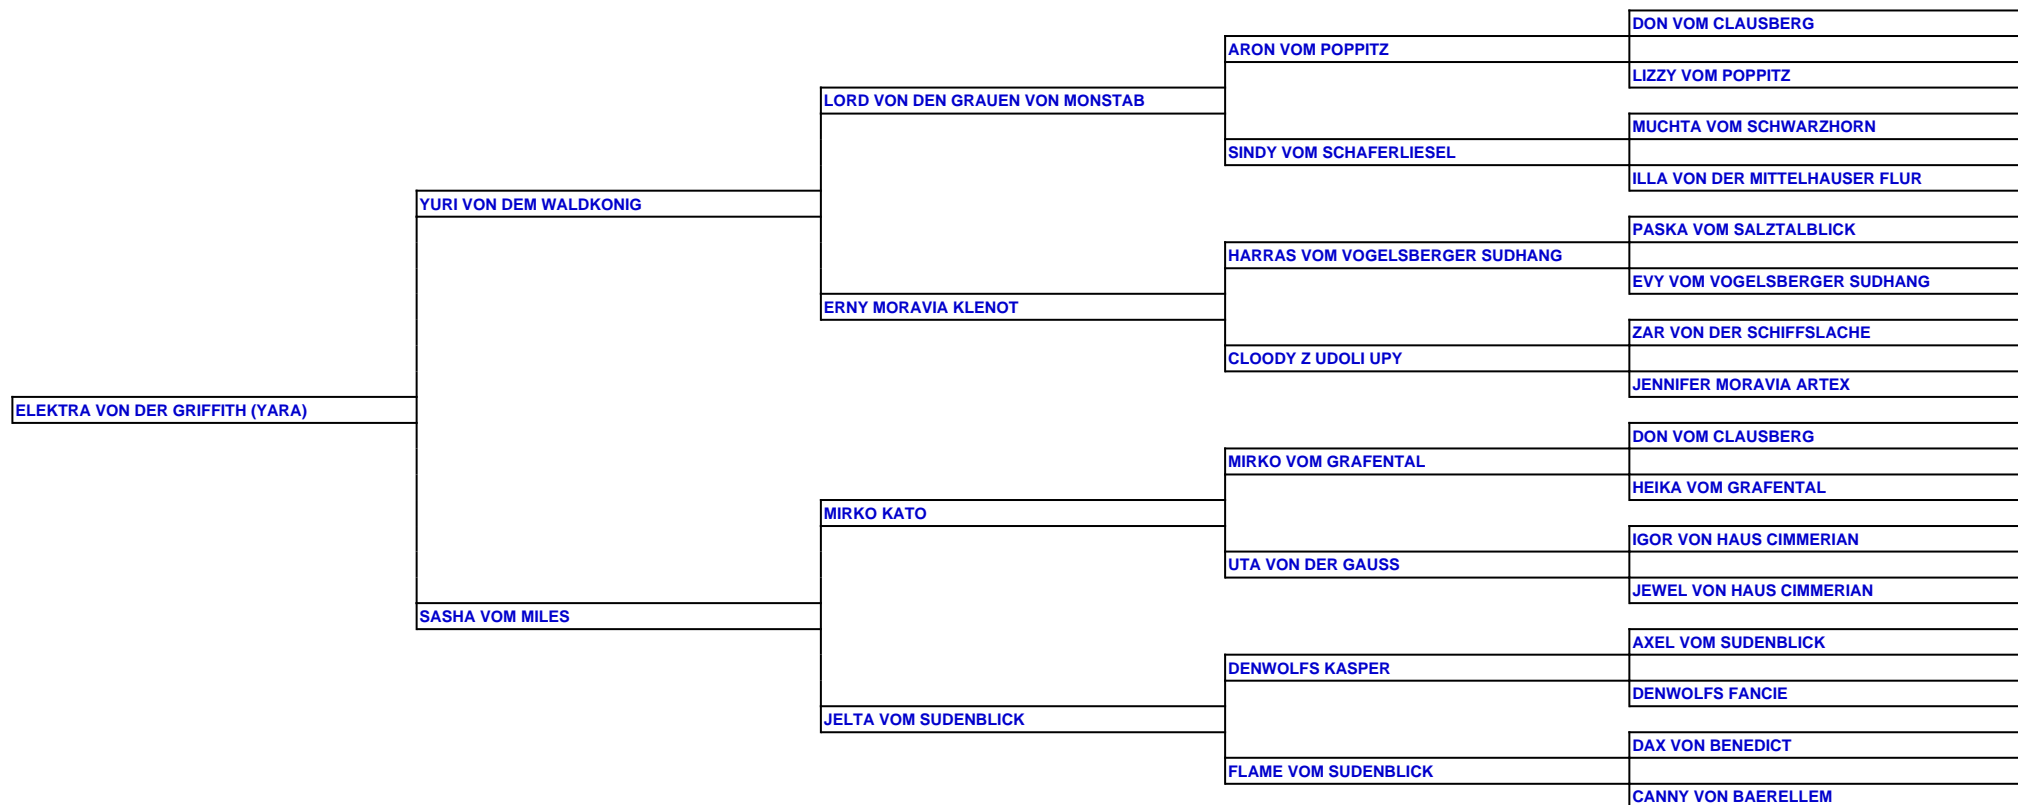 DON VOM CLAUSBERG
ARON VOM POPPITZ
LIZZY VOM POPPITZ
LORD VON DEN GRAUEN VON MONSTAB
MUCHTA VOM SCHWARZHORN
SINDY VOM SCHAFERLIESEL
ILLA VON DER MITTELHAUSER FLUR
YURI VON DEM WALDKONIG
PASKA VOM SALZTALBLICK
HARRAS VOM VOGELSBERGER SUDHANG
EVY VOM VOGELSBERGER SUDHANG
ERNY MORAVIA KLENOT
ZAR VON DER SCHIFFSLACHE
CLOODY Z UDOLI UPY
JENNIFER MORAVIA ARTEX
ELEKTRA VON DER GRIFFITH (YARA)
DON VOM CLAUSBERG
MIRKO VOM GRAFENTAL
HEIKA VOM GRAFENTAL
MIRKO KATO
IGOR VON HAUS CIMMERIAN
UTA VON DER GAUSS
JEWEL VON HAUS CIMMERIAN
SASHA VOM MILES
AXEL VOM SUDENBLICK
DENWOLFS KASPER
DENWOLFS FANCIE
JELTA VOM SUDENBLICK
DAX VON BENEDICT
FLAME VOM SUDENBLICK
CANNY VON BAERELLEM